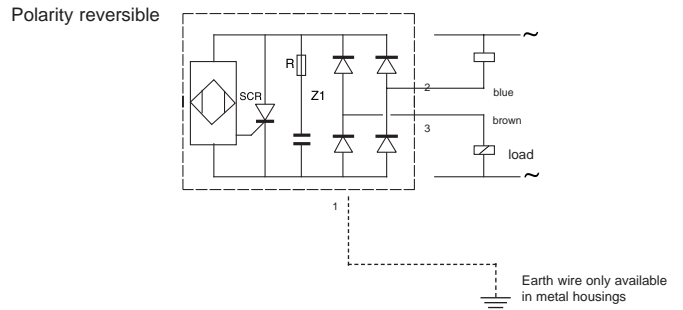 Polarity reversible
~
R
SCR
Z1
2
blue
brown
3
load
~
1
Earth wire only available
in metal housings